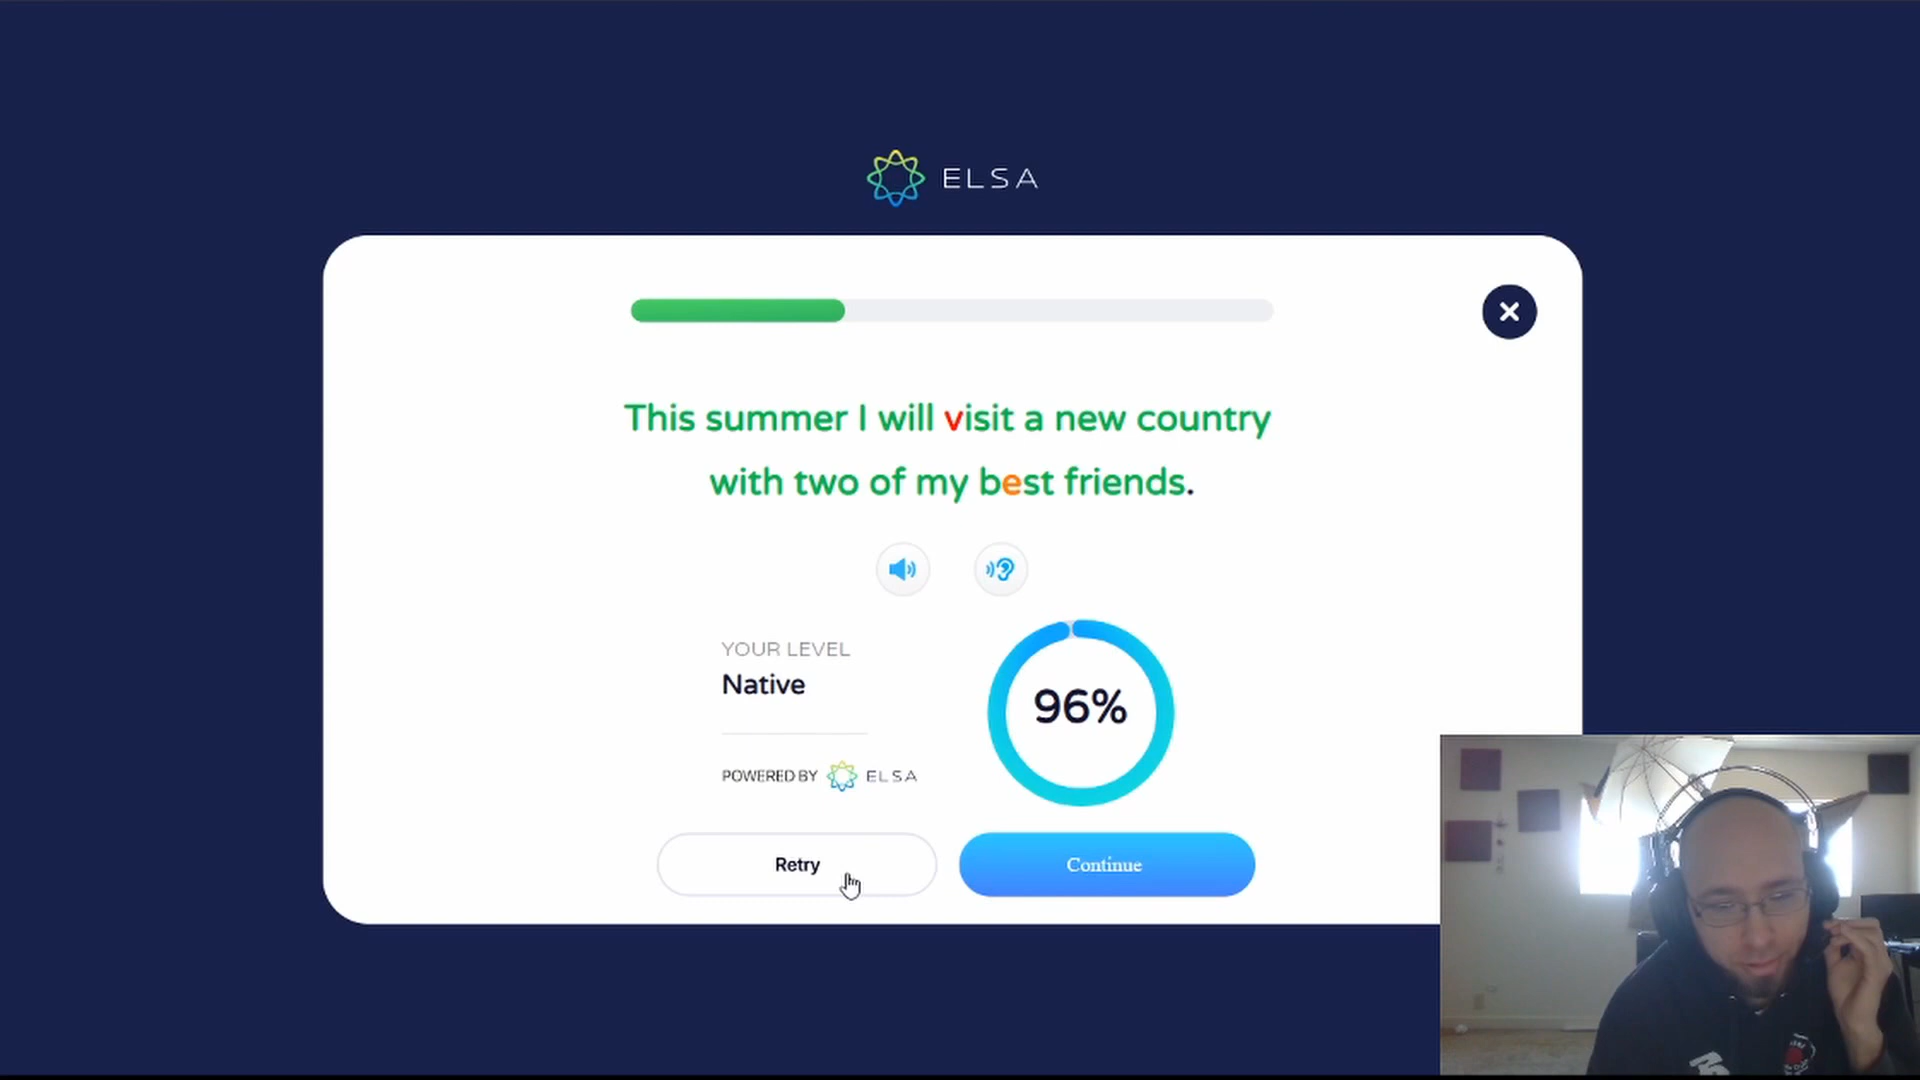 ELSA
This summer I will visit a new country
with two of my best friends.
YOUR LEVEL
Native
96%
POWERED BY ELSA
Retry
Continue